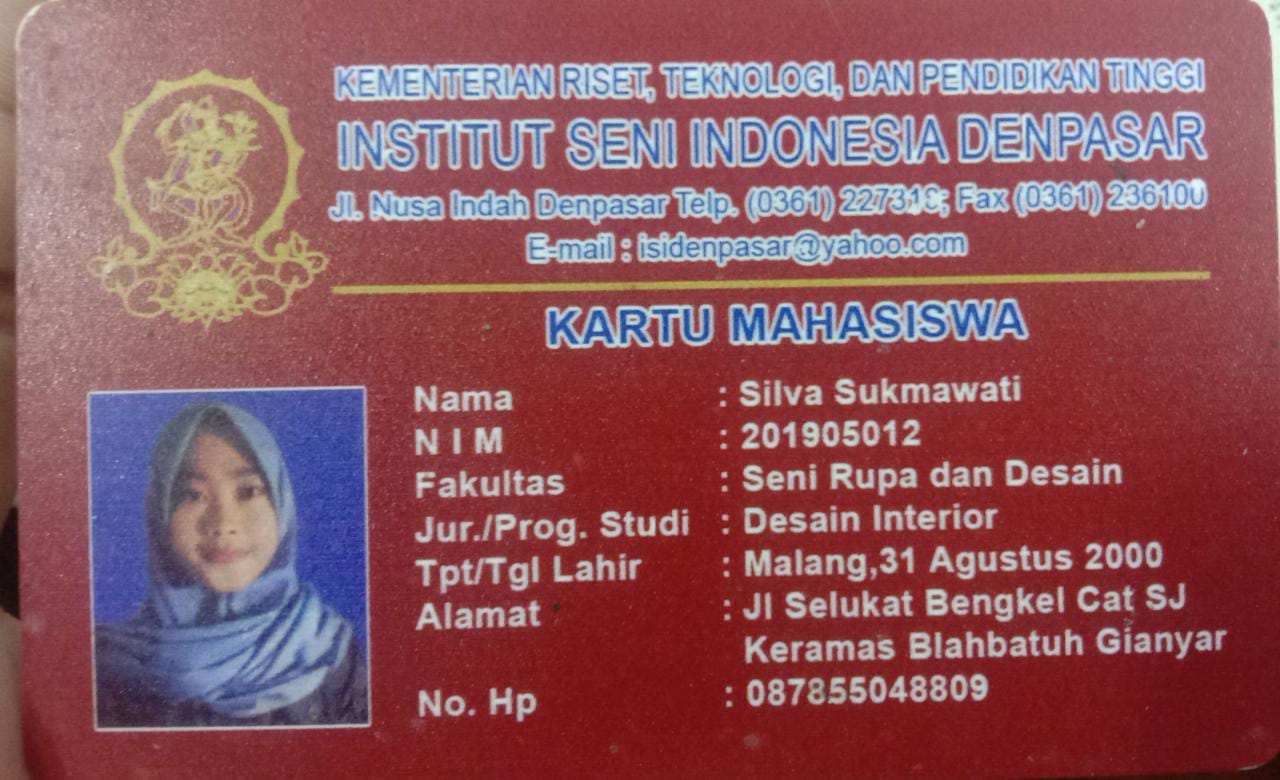 KEMENTERIAN RISET, TEKNOLOGI, DAN PENDIDIKAN TINGGI
INSTITUT SENI INDONESIA DENPASAR
Jl. Nusa Indah Denpasar Telp. (0361) Fax (0361) 236100
E-mail : isidenpasar@yahoo.com
KARTU MAHASISWA
Nama : Silva Sukmawati
N I M : 201905012
Fakultas : Seni Rupa dan Desain
Jur./Prog. Studi : Desain Interior
Tpt/Tgl Lahir : Malang,31 Agustus 2000
Alamat : Jl Selukat Bengkel Cat SJ
Keramas Blahbatuh Gianyar
No. Hp : 087855048809